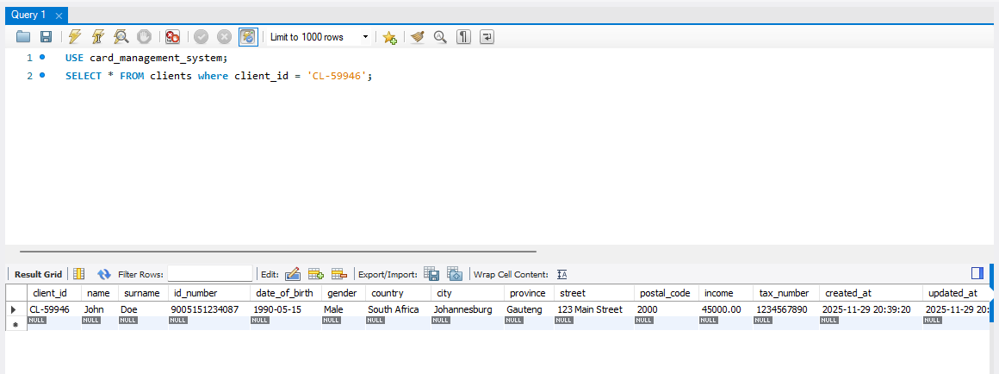 Query 1
Limit to 1000 rows
1 USE card_management_system;
2 SELECT * FROM clients where client_id = 'CL-59946';
Result Grid Filter Rows: Edit: Export/Import: Wrap Cell Content:
client_id name surname id_number date_of_birth gender country city province street postal_code income tax_number created_at updated_at
CL-59946 John Doe 9005151234087 1990-05-15 Male South Africa Johannesburg Gauteng 123 Main Street 2000 45000.00 1234567890 2025-11-29 20:39:20 2025-11-29 20:
NULL NULL NULL NULL NULL NULL NULL NULL NULL NULL NULL NULL NULL NULL NULL